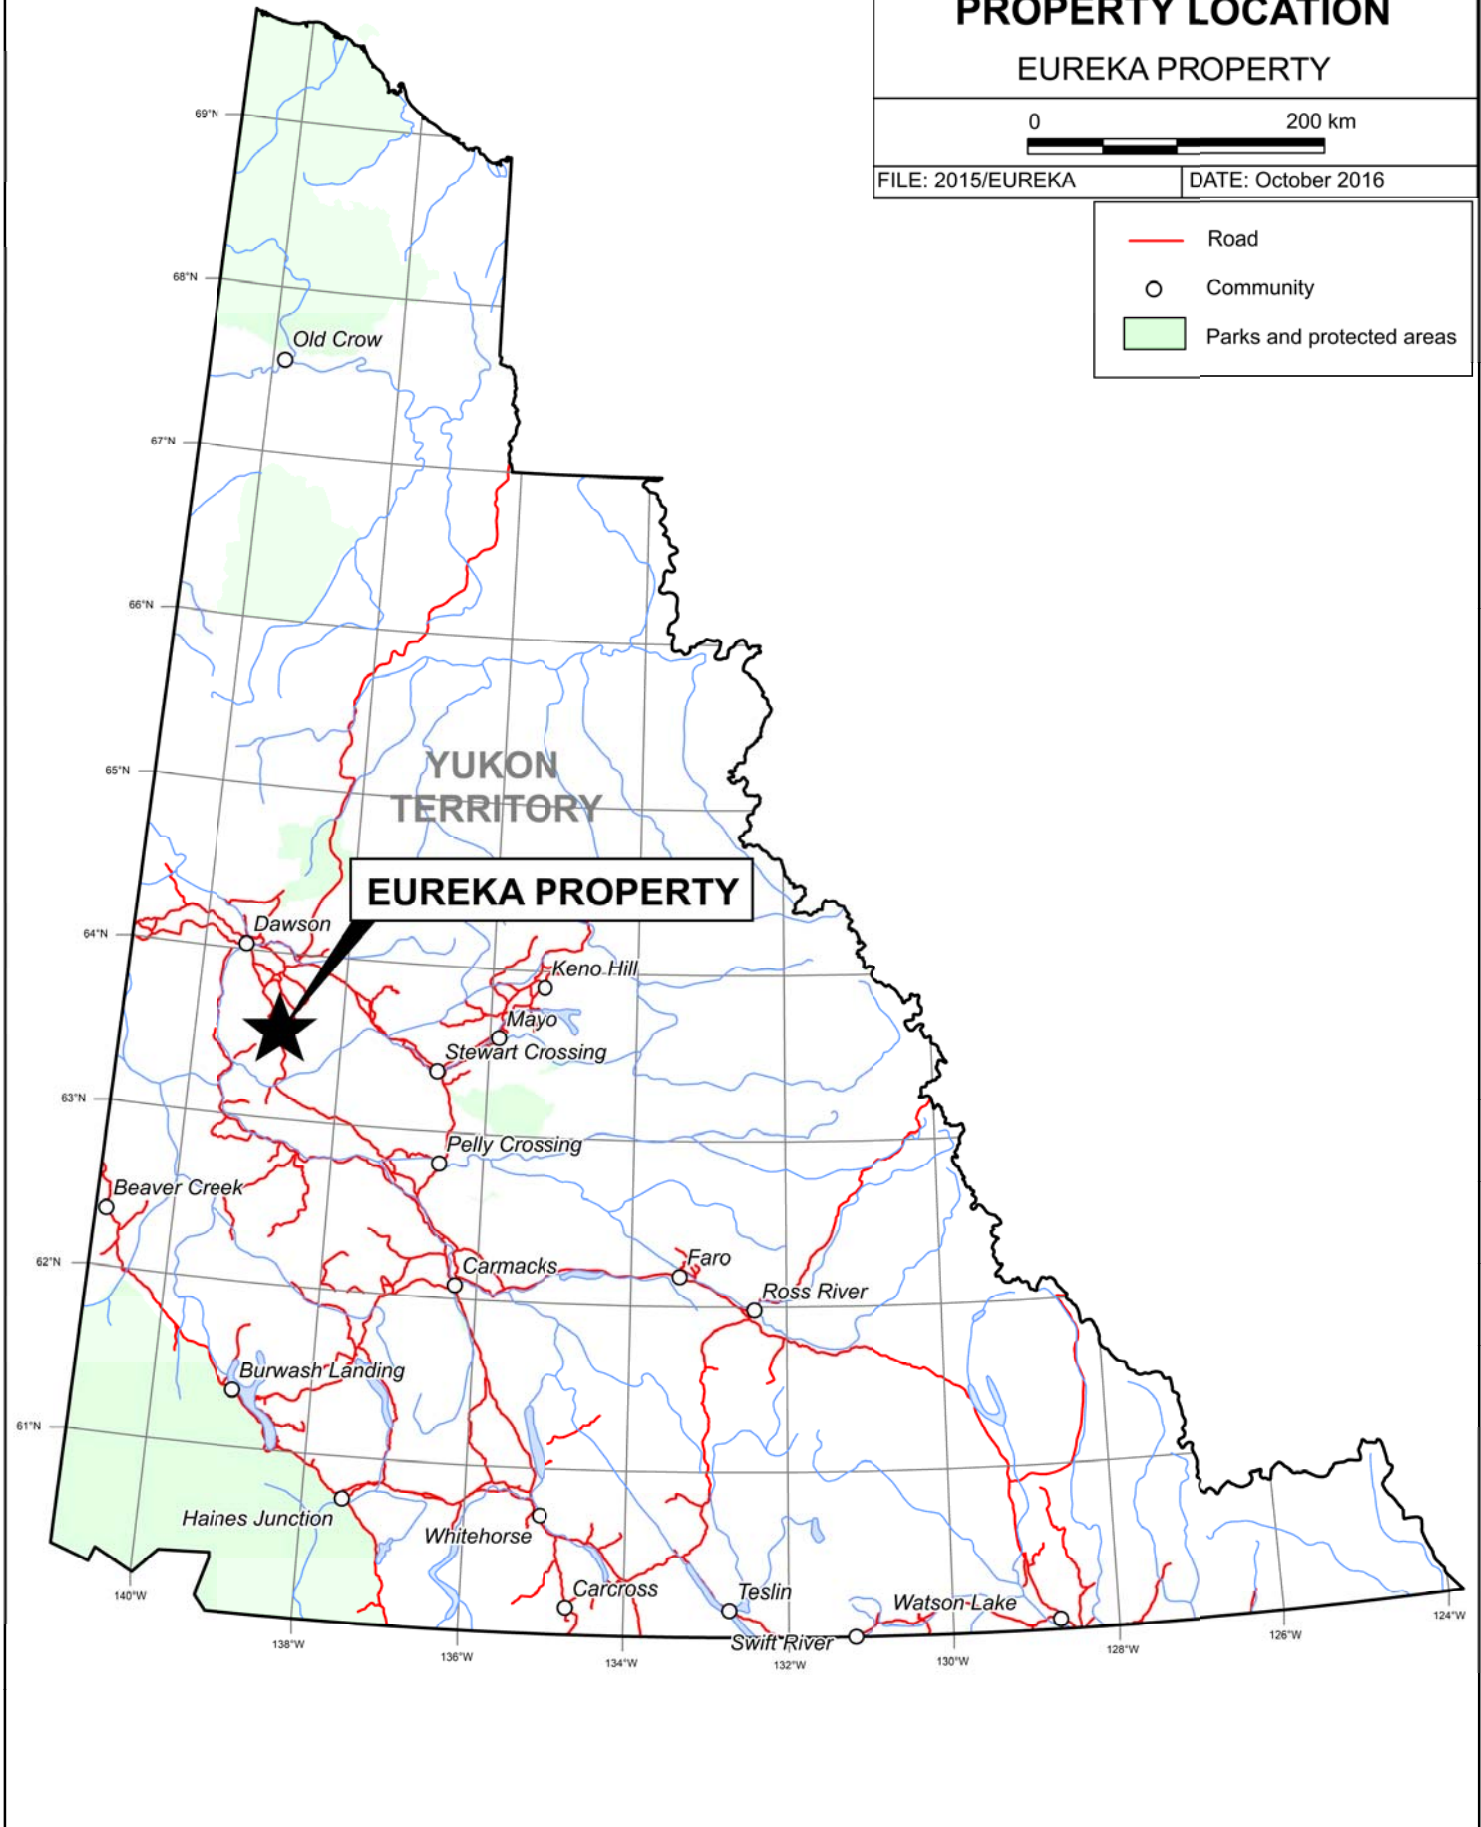 PROPERTY LOCATION
EUREKA PROPERTY
0 200 km
FILE: 2015/EUREKA DATE: October 2016
Road
Community
Parks and protected areas
69°N
68°N
Old Crow
67°N
66°N
65°N
YUKON
TERRITORY
EUREKA PROPERTY
Dawson
64°N
Keno Hill
Mayo
Stewart Crossing
63°N
Pelly Crossing
Beaver Creek
62°N
Carmacks
Faro
Ross River
Burwash Landing
61°N
Haines Junction
Whitehorse
Carcross
Teslin
Watson Lake
Swift River
140°W
138°W
136°W
134°W
132°W
130°W
128°W
126°W
124°W